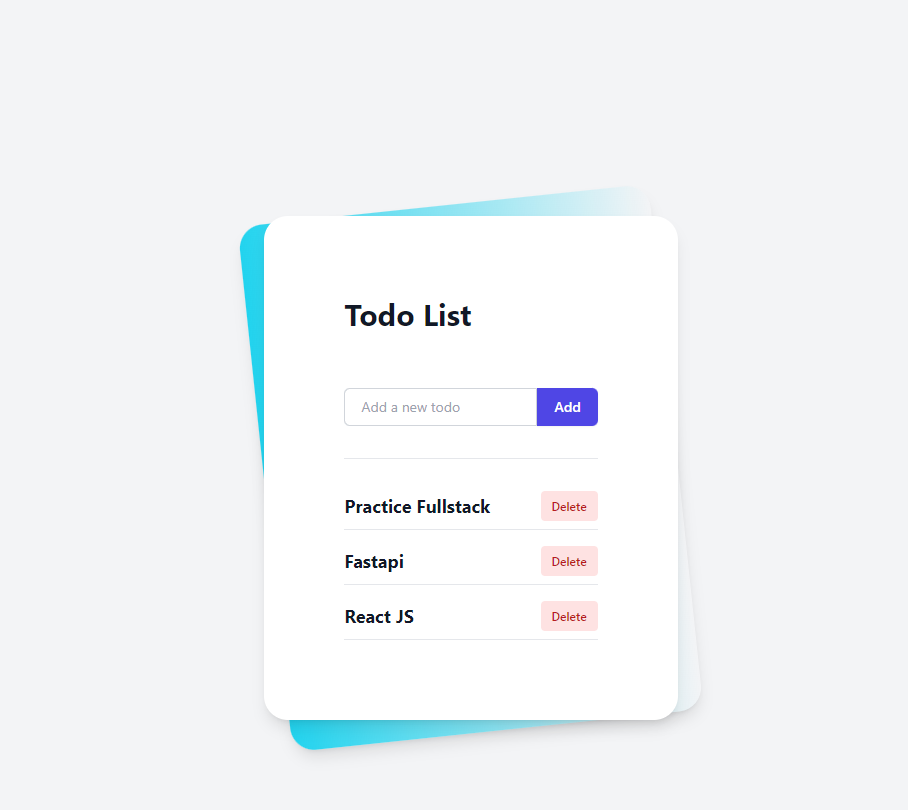 Todo List
Add a new todo Add
Practice Fullstack Delete
Fastapi Delete
React JS Delete